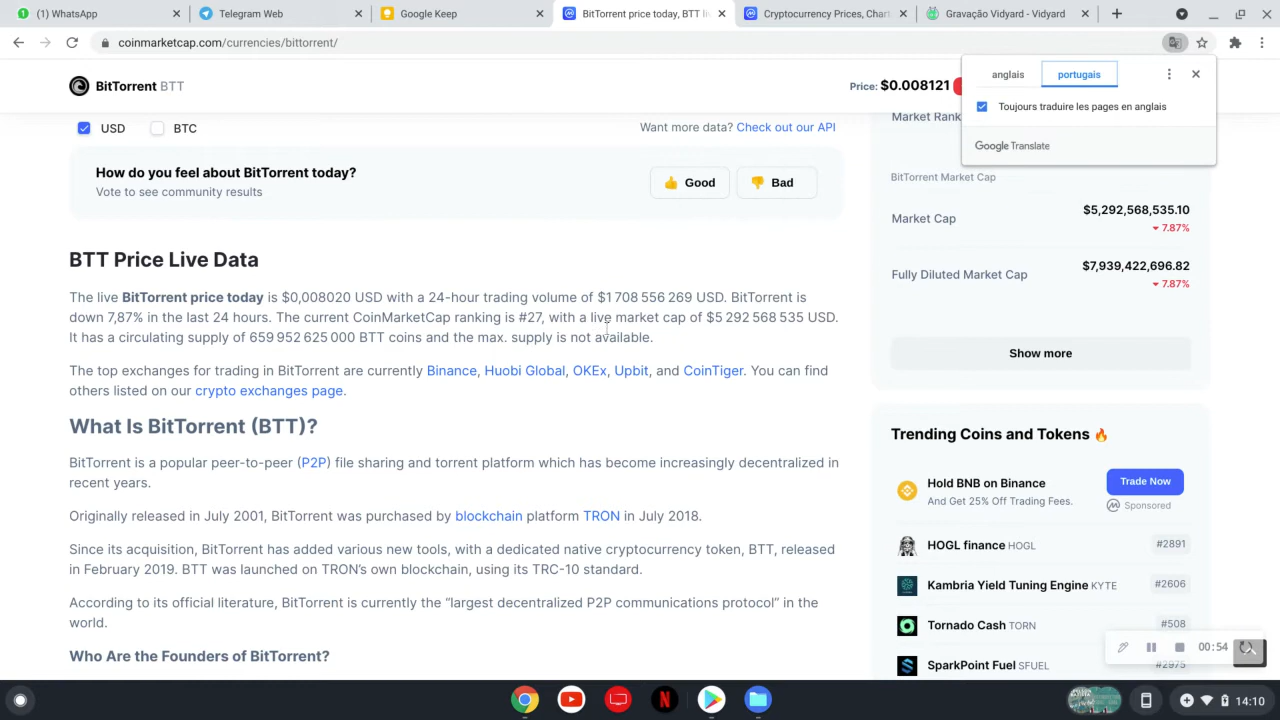 (1) WhatsApp
Telegram Web
Google Keep
BitTorrent price today, BTT li
Cryptocurrency Prices, Chart
Gravação Vidyard - Vidyard
coinmarketcap.com/currencies/bittorrent/
BitTorrent BTT
Price: $0.008121
anglais
portugais
Toujours traduire les pages en anglais
Google Translate
USD
BTC
Want more data? Check out our API
Market Rank
How do you feel about BitTorrent today?
Vote to see community results
Good
Bad
BitTorrent Market Cap
Market Cap
$5,292,568,535.10
7.87%
Fully Diluted Market Cap
$7,939,422,696.82
7.87%
Show more
BTT Price Live Data
The live BitTorrent price today is $0,008020 USD with a 24-hour trading volume of $1 708 556 269 USD. BitTorrent is
down 7,87% in the last 24 hours. The current CoinMarketCap ranking is #27, with a live market cap of $5 292 568 535 USD.
It has a circulating supply of 659 952 625 000 BTT coins and the max. supply is not available.
The top exchanges for trading in BitTorrent are currently Binance, Huobi Global, OKEx, Upbit, and CoinTiger. You can find
others listed on our crypto exchanges page.
What Is BitTorrent (BTT)?
BitTorrent is a popular peer-to-peer (P2P) file sharing and torrent platform which has become increasingly decentralized in
recent years.
Originally released in July 2001, BitTorrent was purchased by blockchain platform TRON in July 2018.
Since its acquisition, BitTorrent has added various new tools, with a dedicated native cryptocurrency token, BTT, released
in February 2019. BTT was launched on TRON's own blockchain, using its TRC-10 standard.
According to its official literature, BitTorrent is currently the “largest decentralized P2P communications protocol” in the
world.
Who Are the Founders of BitTorrent?
Trending Coins and Tokens 🔥
Hold BNB on Binance
And Get 25% Off Trading Fees.
Trade Now
Sponsored
HOGL finance HOGL
#2891
Kambria Yield Tuning Engine KYTE
#2606
Tornado Cash TORN
#508
SparkPoint Fuel SFUEL
#2975
00:54
14:10